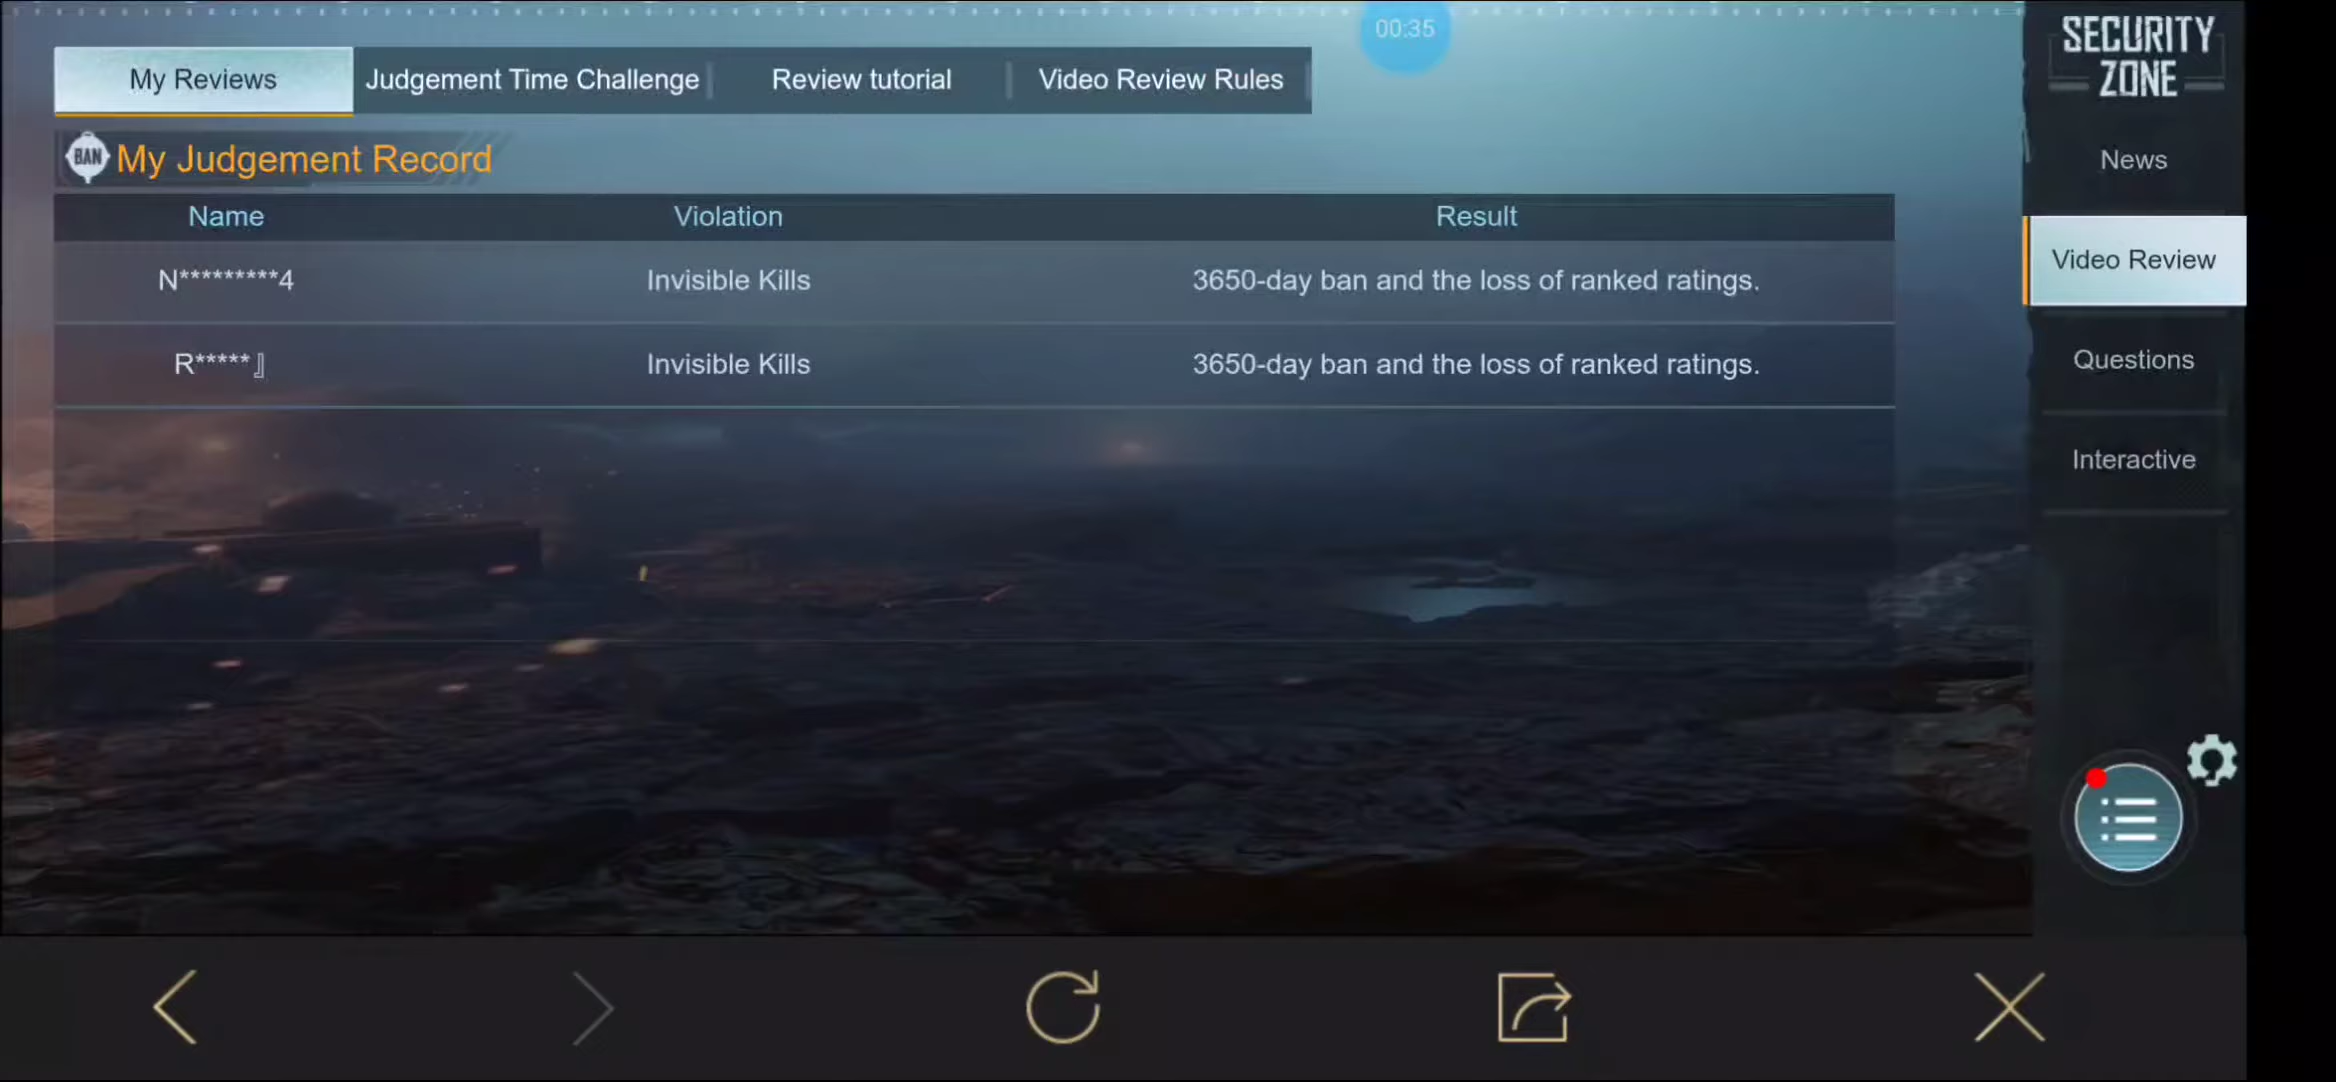 00:35
My Reviews
Judgement Time Challenge
Review tutorial
Video Review Rules
BAN
My Judgement Record
Name Violation Result
N*********4 Invisible Kills 3650-day ban and the loss of ranked ratings.
R*****』 Invisible Kills 3650-day ban and the loss of ranked ratings.
SECURITY
ZONE
News
Video Review
Questions
Interactive